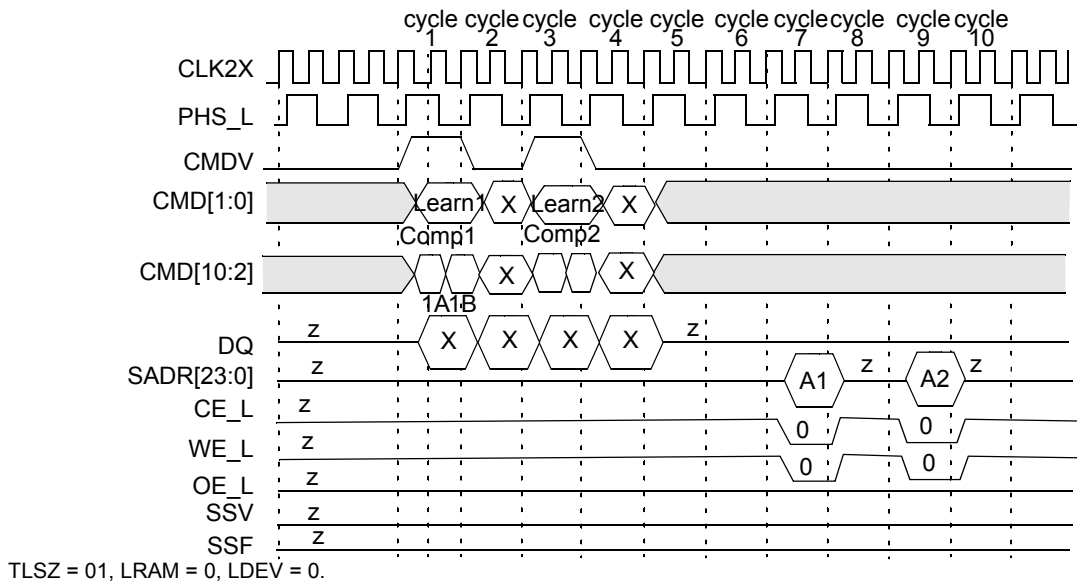 cycle cycle cycle cycle cycle cycle cycle cycle cycle cycle
1 2 3 4 5 6 7 8 9 10
CLK2X
PHS_L
CMDV
CMD[1:0] Learn1 X Learn2 X
Comp1 Comp2
CMD[10:2] X X
1A1B
DQ z X X X X z
SADR[23:0] z A1 z A2 z
CE_L z 0 0
WE_L z 0 0
OE_L z
SSV z
SSF z
TLSZ = 01, LRAM = 0, LDEV = 0.